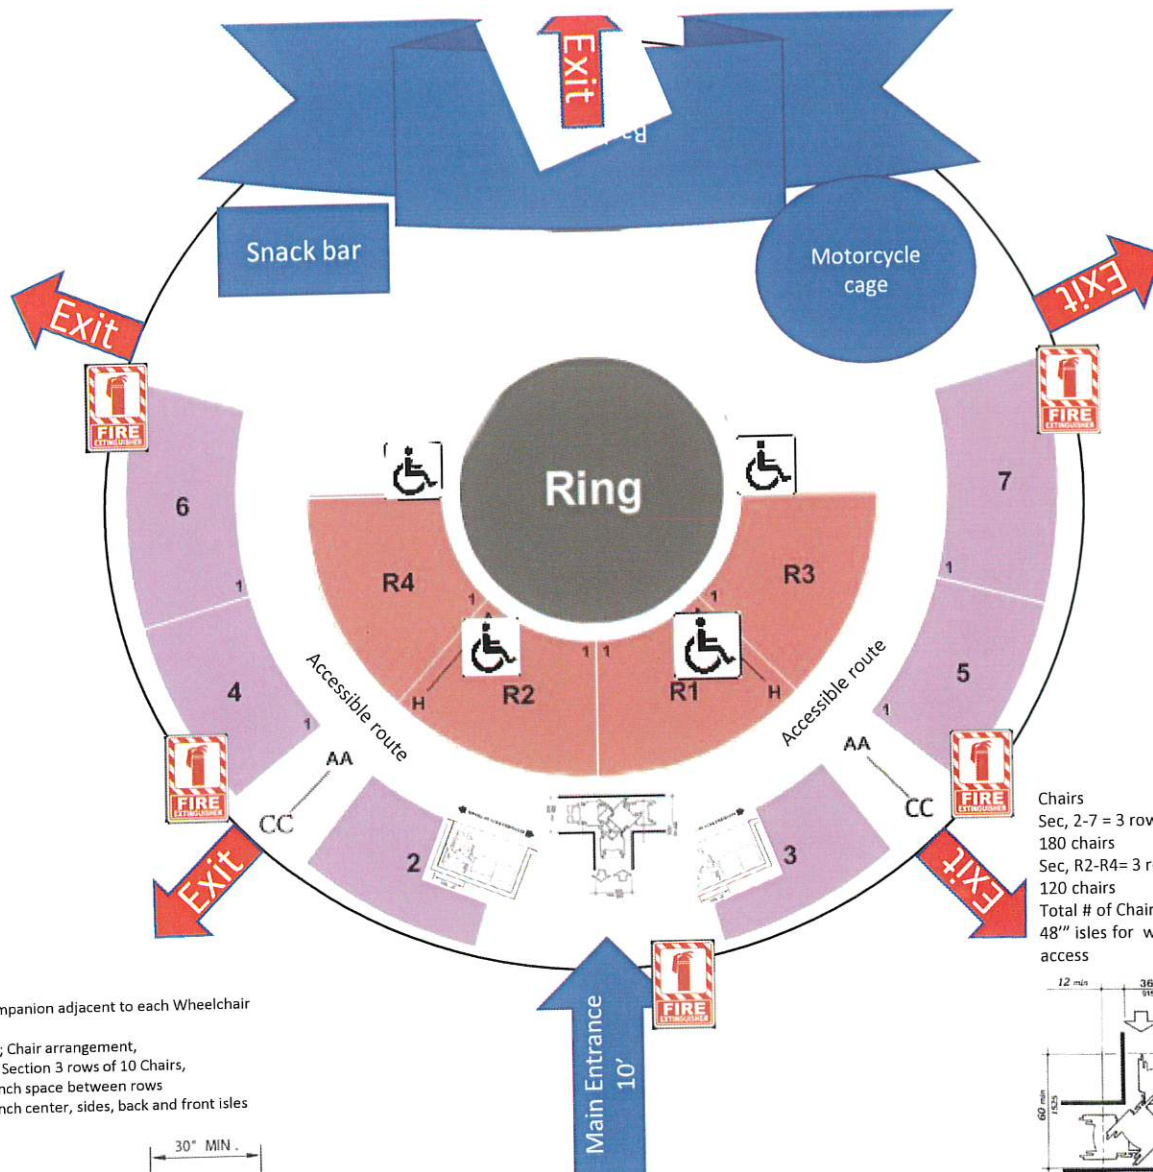 Exit
Snack bar
Motorcycle
cage
Exit
Exit
FIRE
EXTINGUISHER
FIRE
EXTINGUISHER
Ring
6
7
1
1
R4
R3
1
1
4
5
1
1
R2
R1
1
1
H
H
Accessible route
Accessible route
AA
AA
CC
CC
FIRE
EXTINGUISHER
FIRE
EXTINGUISHER
2
3
Exit
Exit
Chairs
Sec, 2-7 = 3 row
180 chairs
Sec, R2-R4= 3 r
120 chairs
Total # of Chair
48'" isles for w
access
FIRE
EXTINGUISHER
Main Entrance
10'
mpanion adjacent to each Wheelchair
; Chair arrangement,
Section 3 rows of 10 Chairs,
nch space between rows
nch center, sides, back and front isles
30" MIN.
12 min
36
60 min
1525